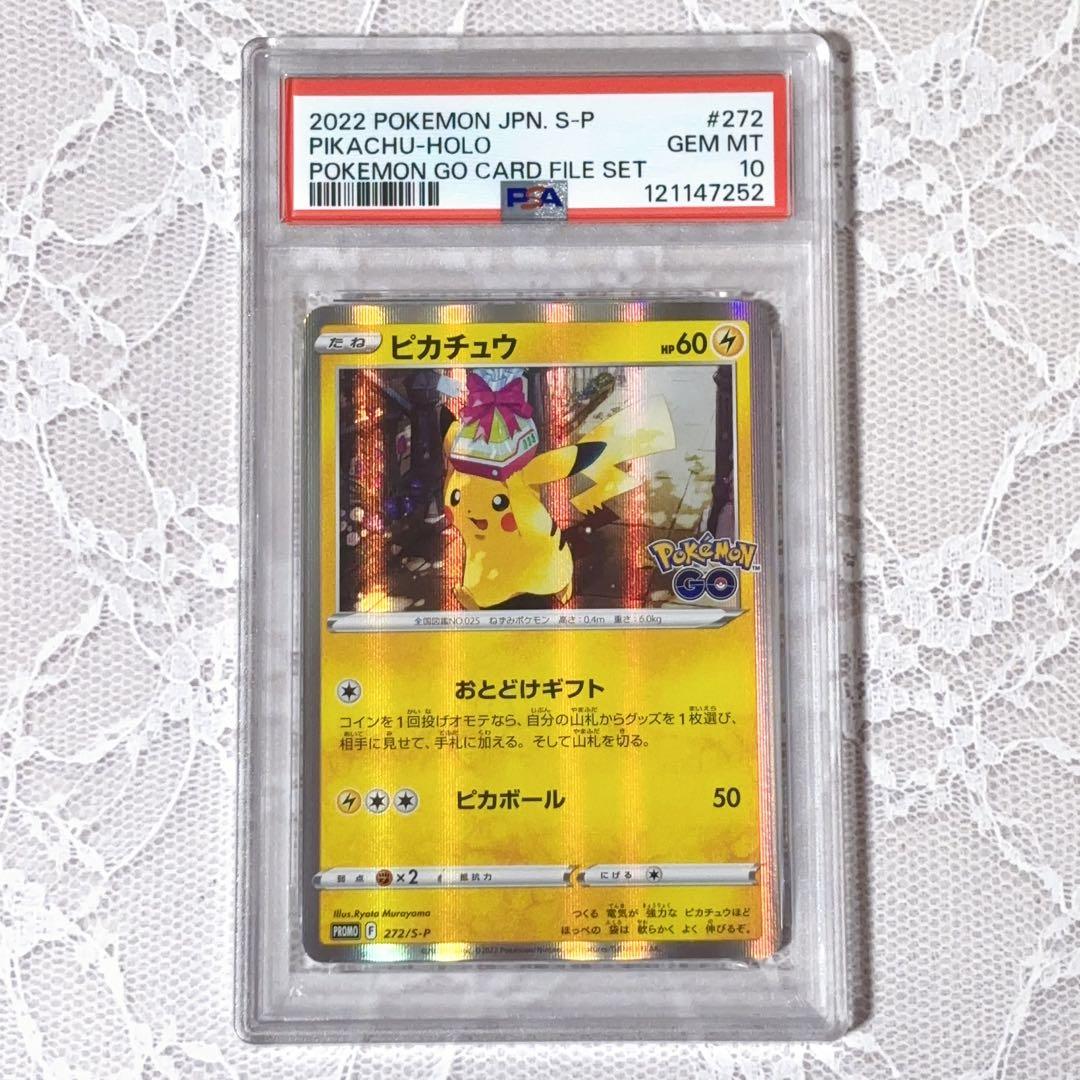 2022 POKEMON JPN. S-P #272
PIKACHU-HOLO GEM MT
POKEMON GO CARD FILE SET 10
PSA 121147252
たね ピカチュウ HP60
Pokémon™
GO
全国図鑑NO.025 ねずみポケモン 高さ:0.4m 重さ:6.0kg
おとどけギフト
コインを1回投げオモテなら、自分の山札からグッズを1枚選び、
相手に見せて、手札に加える。そして山札を切る。
ピカボール 50
弱点 ×2 抵抗力 にげる
Illus.Ryota Murayama
つくる 電気が 強力な ピカチュウほど
ほっぺの 袋は 軟らかく よく 伸びるぞ。
PROMO F 272/S-P